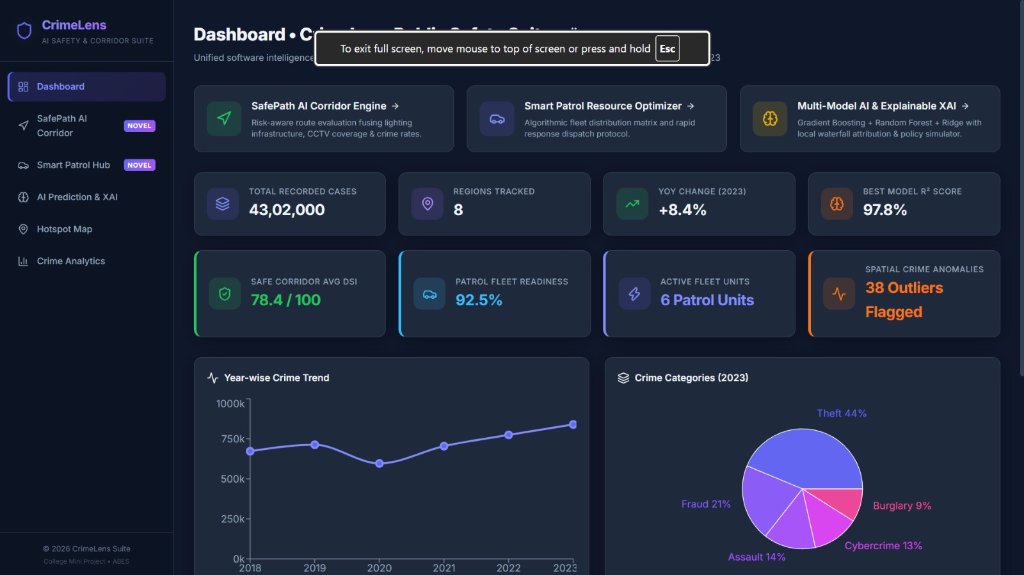 CrimeLens
AI SAFETY & CORRIDOR SUITE
Dashboard
SafePath AI
Corridor
NOVEL
Smart Patrol Hub
NOVEL
AI Prediction & XAI
Hotspot Map
Crime Analytics
© 2026 CrimeLens Suite
College Mini Project • ABES
Dashboard •
Unified software intelligence
To exit full screen, move mouse to top of screen or press and hold Esc
SafePath AI Corridor Engine →
Risk-aware route evaluation fusing lighting
infrastructure, CCTV coverage & crime rates.
Smart Patrol Resource Optimizer →
Algorithmic fleet distribution matrix and rapid
response dispatch protocol.
Multi-Model AI & Explainable XAI →
Gradient Boosting + Random Forest + Ridge with
local waterfall attribution & policy simulator.
TOTAL RECORDED CASES
43,02,000
REGIONS TRACKED
8
YOY CHANGE (2023)
+8.4%
BEST MODEL R² SCORE
97.8%
SAFE CORRIDOR AVG DSI
78.4 / 100
PATROL FLEET READINESS
92.5%
ACTIVE FLEET UNITS
6 Patrol Units
SPATIAL CRIME ANOMALIES
38 Outliers
Flagged
Year-wise Crime Trend
1000k
750k
500k
250k
0k
2018 2019 2020 2021 2022 2023
Crime Categories (2023)
Theft 44%
Fraud 21%
Burglary 9%
Assault 14%
Cybercrime 13%